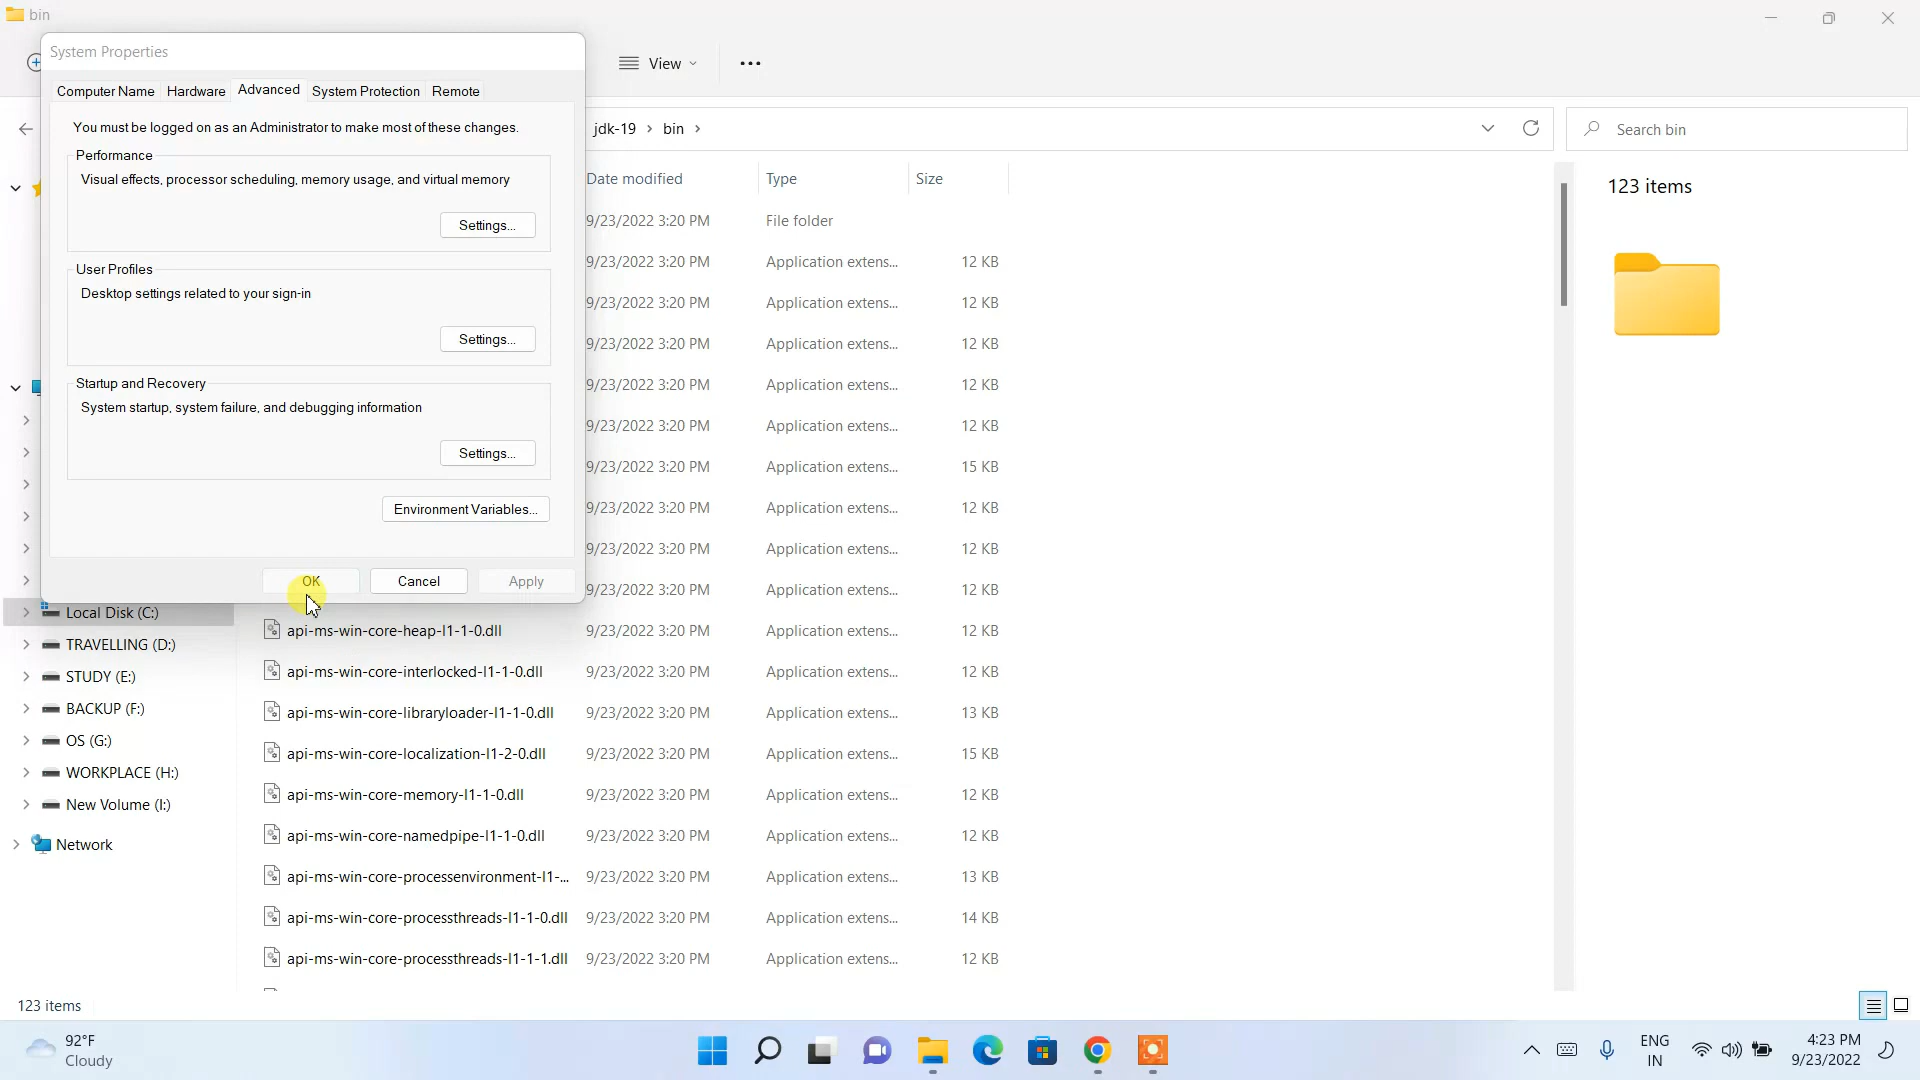 bin
System Properties
View
Computer Name Hardware Advanced System Protection Remote
You must be logged on as an Administrator to make most of these changes.
Performance
Visual effects, processor scheduling, memory usage, and virtual memory
Settings...
User Profiles
Desktop settings related to your sign-in
Settings...
Startup and Recovery
System startup, system failure, and debugging information
Settings...
Environment Variables...
OK Cancel Apply
jdk-19 > bin >
Search bin
Date modified Type Size
9/23/2022 3:20 PM File folder
9/23/2022 3:20 PM Application extens... 12 KB
9/23/2022 3:20 PM Application extens... 12 KB
9/23/2022 3:20 PM Application extens... 12 KB
9/23/2022 3:20 PM Application extens... 12 KB
9/23/2022 3:20 PM Application extens... 12 KB
9/23/2022 3:20 PM Application extens... 15 KB
9/23/2022 3:20 PM Application extens... 12 KB
9/23/2022 3:20 PM Application extens... 12 KB
9/23/2022 3:20 PM Application extens... 12 KB
api-ms-win-core-heap-l1-1-0.dll 9/23/2022 3:20 PM Application extens... 12 KB
api-ms-win-core-interlocked-l1-1-0.dll 9/23/2022 3:20 PM Application extens... 12 KB
api-ms-win-core-libraryloader-l1-1-0.dll 9/23/2022 3:20 PM Application extens... 13 KB
api-ms-win-core-localization-l1-2-0.dll 9/23/2022 3:20 PM Application extens... 15 KB
api-ms-win-core-memory-l1-1-0.dll 9/23/2022 3:20 PM Application extens... 12 KB
api-ms-win-core-namedpipe-l1-1-0.dll 9/23/2022 3:20 PM Application extens... 12 KB
api-ms-win-core-processenvironment-l1-... 9/23/2022 3:20 PM Application extens... 13 KB
api-ms-win-core-processthreads-l1-1-0.dll 9/23/2022 3:20 PM Application extens... 14 KB
api-ms-win-core-processthreads-l1-1-1.dll 9/23/2022 3:20 PM Application extens... 12 KB
123 items
Local Disk (C:)
TRAVELLING (D:)
STUDY (E:)
BACKUP (F:)
OS (G:)
WORKPLACE (H:)
New Volume (I:)
Network
123 items
92°F
Cloudy
ENG
IN
4:23 PM
9/23/2022